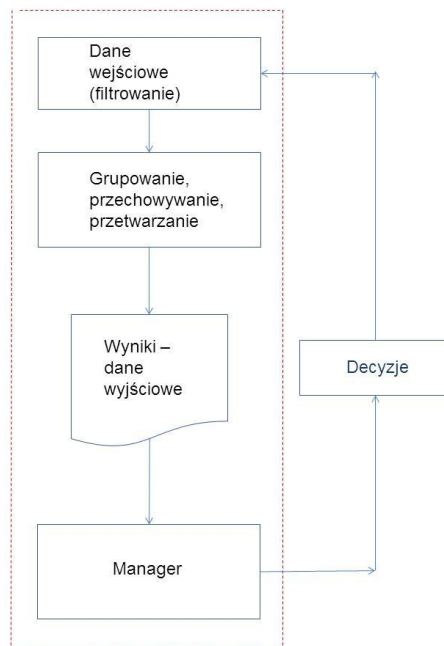 Dane
wejściowe
(filtrowanie)
Grupowanie,
przechowywanie,
przetwarzanie
Wyniki –
dane
wyjściowe
Decyzje
Manager